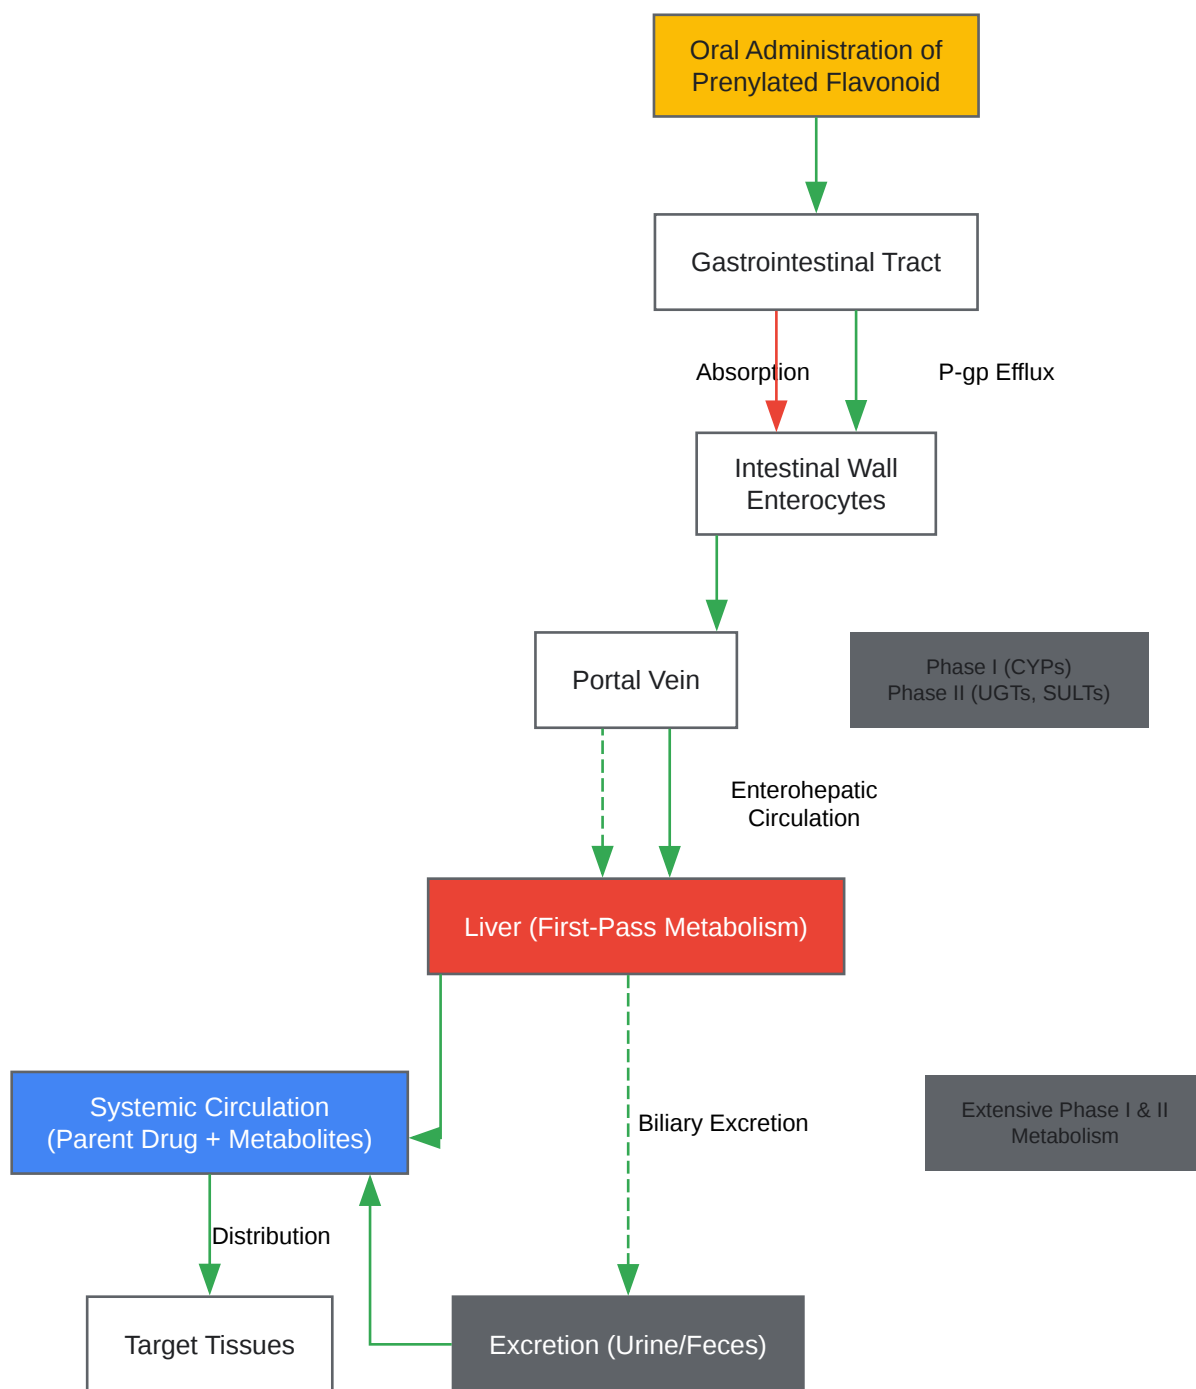 Oral Administration of
Prenylated Flavonoid
Gastrointestinal Tract
Absorption
P-gp Efflux
Intestinal Wall
Enterocytes
Portal Vein
Phase I (CYPs)
Phase II (UGTs, SULTs)
Enterohepatic
Circulation
Liver (First-Pass Metabolism)
Systemic Circulation
(Parent Drug + Metabolites)
Biliary Excretion
Extensive Phase I & II
Metabolism
Distribution
Target Tissues
Excretion (Urine/Feces)